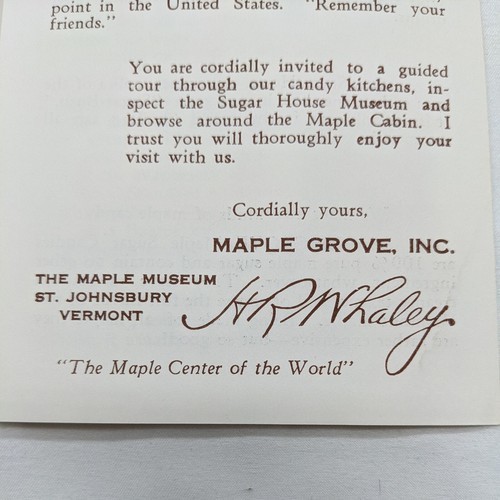 point in the United States. "Remember your
friends."
You are cordially invited to a guided
tour through our candy kitchens, in-
spect the Sugar House Museum and
browse around the Maple Cabin. I
trust you will thoroughly enjoy your
visit with us.
Cordially yours,
MAPLE GROVE, INC.
THE MAPLE MUSEUM
ST. JOHNSBURY
VERMONT
H R Whaley
"The Maple Center of the World"